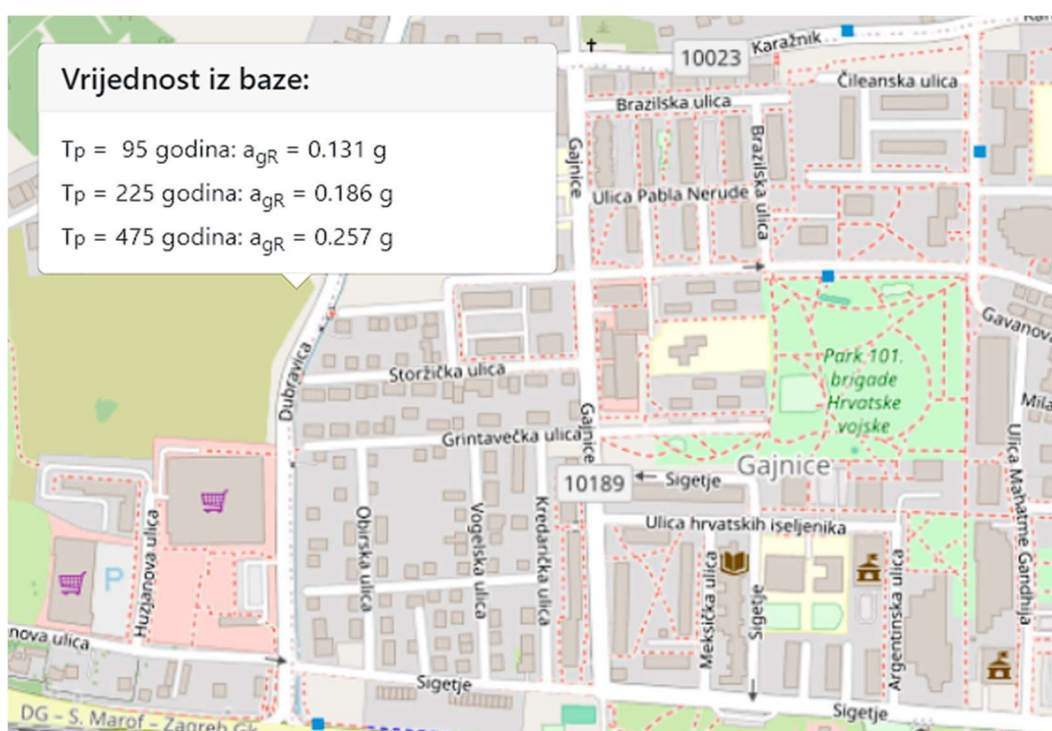 Vrijednost iz baze:
Tp = 95 godina: agR = 0.131 g
Tp = 225 godina: agR = 0.186 g
Tp = 475 godina: agR = 0.257 g
10023
Karažnik
Čileanska ulica
Brazilska ulica
Gajnice
Brazilska ulica
Ulica Pabla Nerude
Dubravica
Storžička ulica
Grintavečka ulica
Gajnice
Park 101.
brigade
Hrvatske
vojske
Gavanova
Gajnice
10189
Sigetje
Ulica hrvatskih iseljenika
Ulica Mahatme Gandhija
Huzjanova ulica
P
Obirska ulica
Vogelska ulica
Kredarička ulica
Meksička ulica
Sigetje
Argentinska ulica
nova ulica
Sigetje
Sigetje
DG – S. Marof – Zagreb Gk